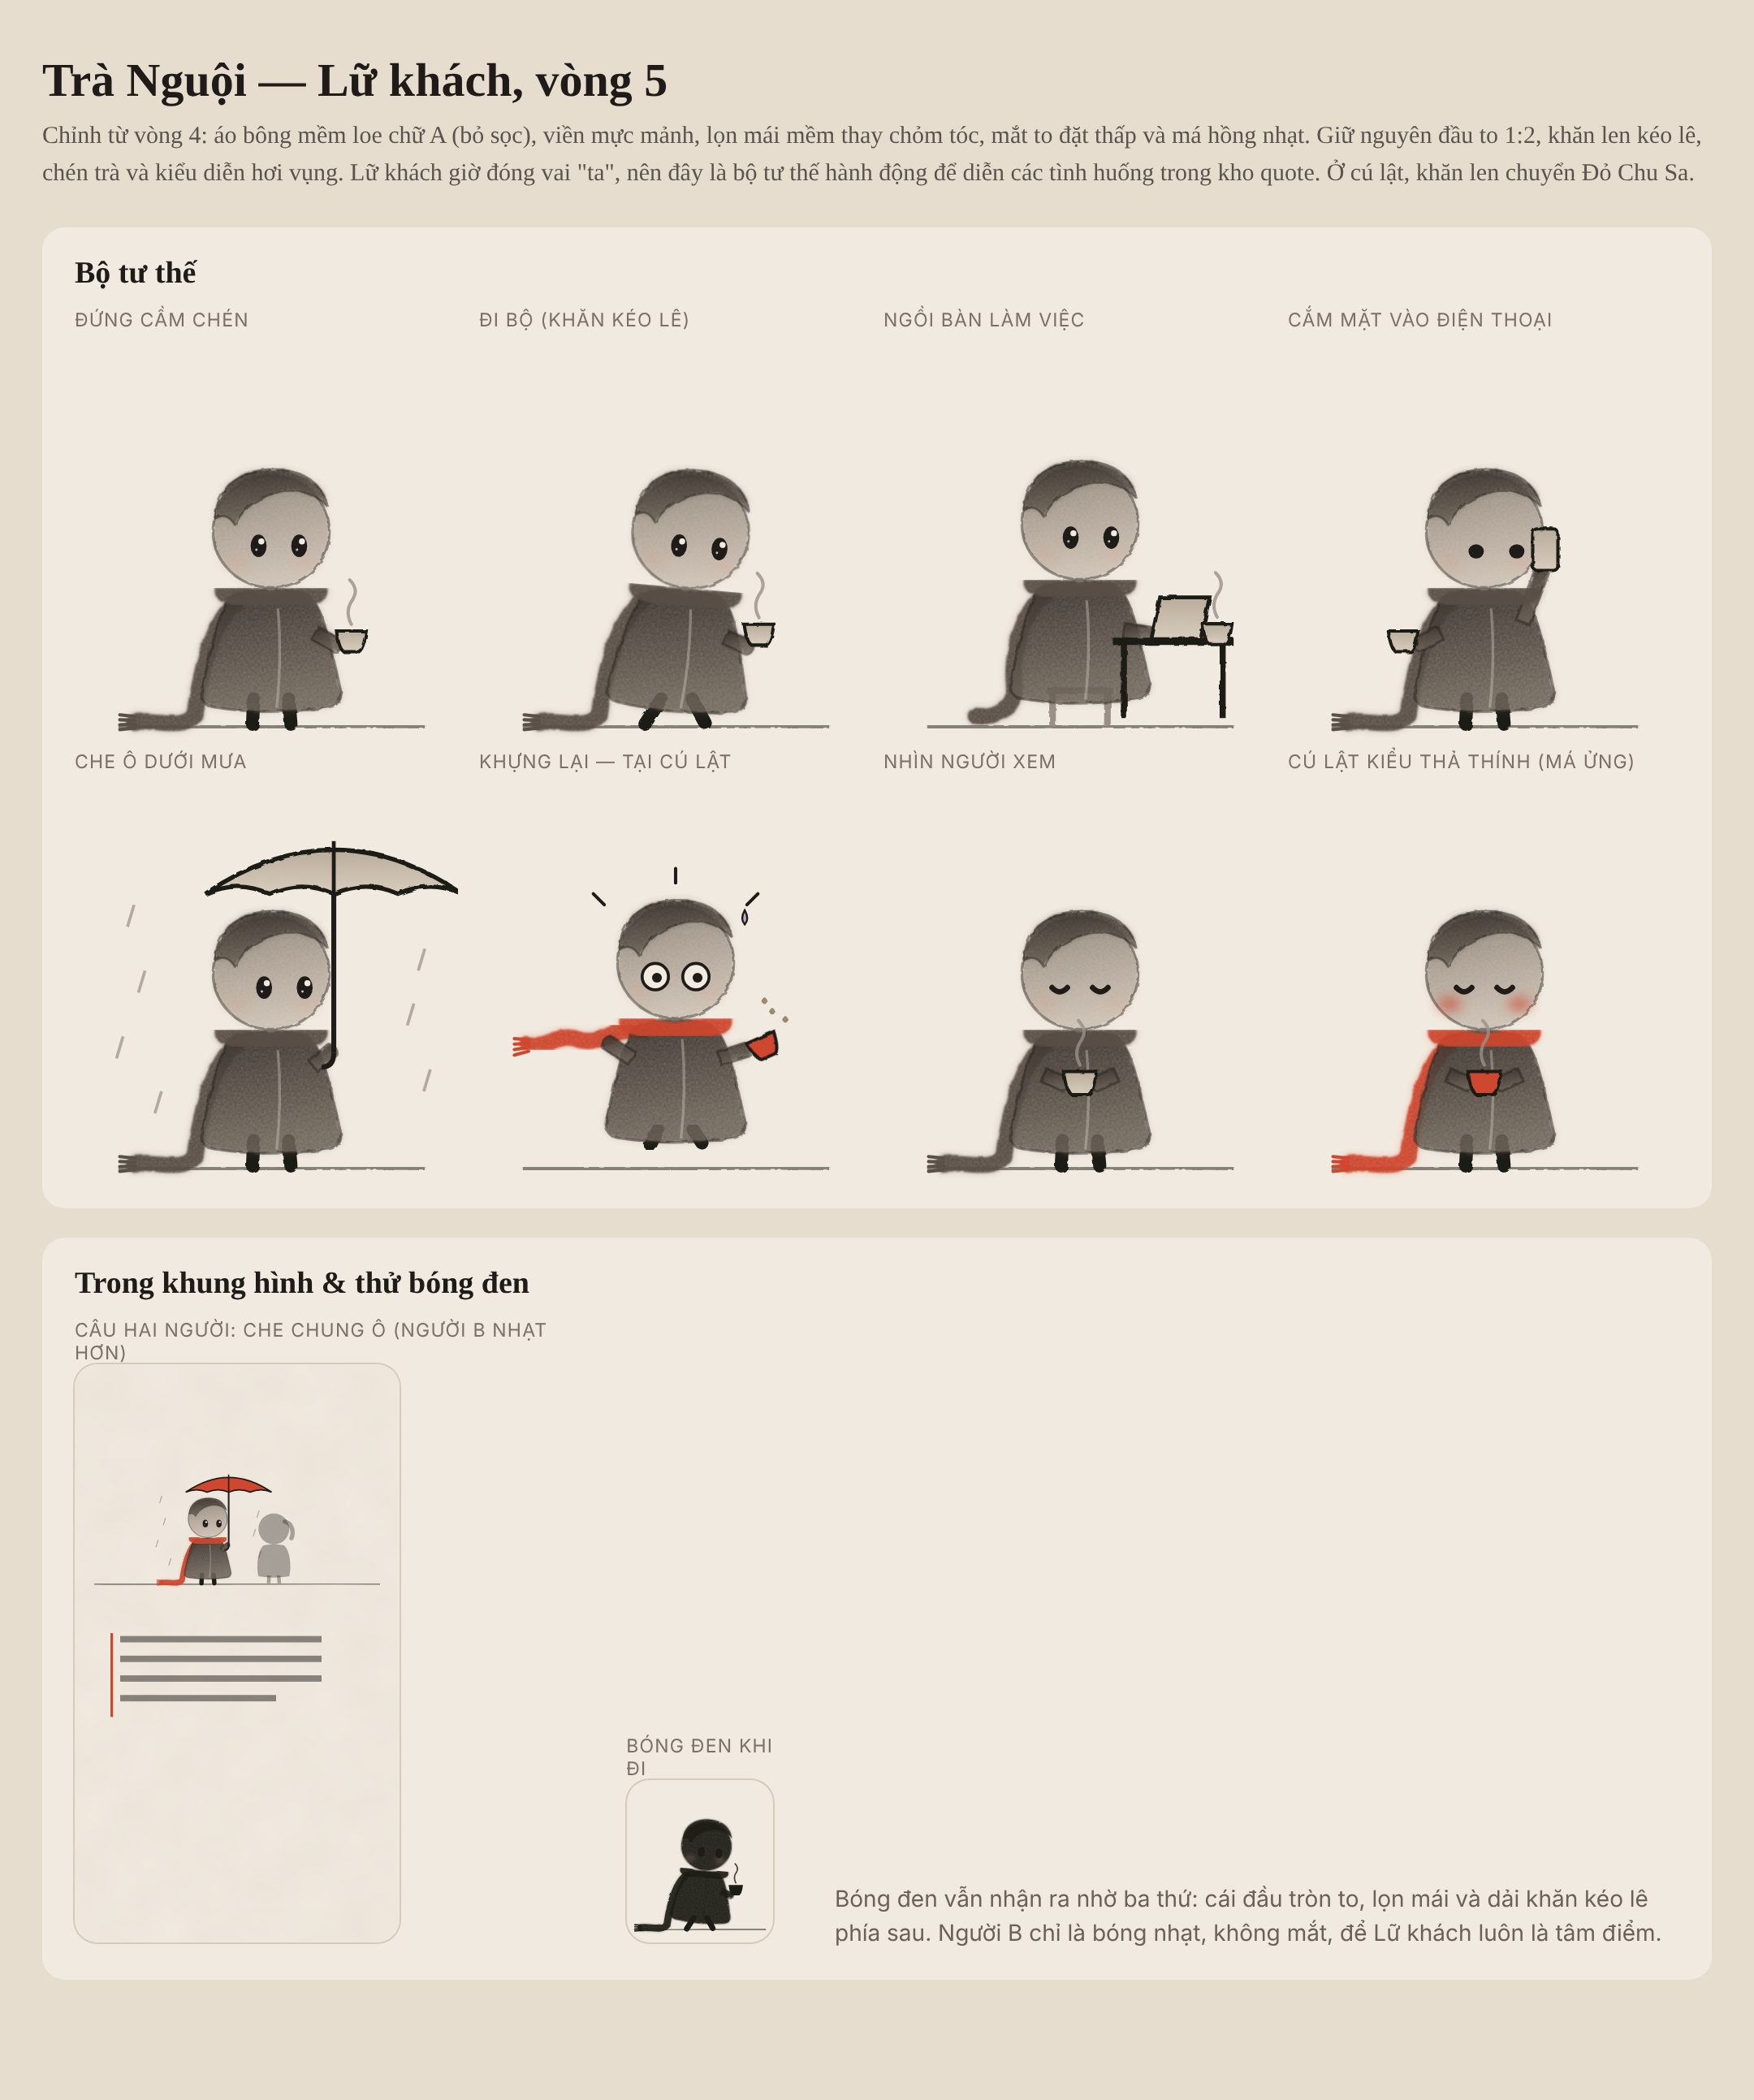 Trà Nguội — Lữ khách, vòng 5
Chỉnh từ vòng 4: áo bông mềm loe chữ A (bỏ sọc), viền mực mảnh, lọn mái mềm thay chỏm tóc, mắt to đặt thấp và má hồng nhạt. Giữ nguyên đầu to 1:2, khăn len kéo lê,
chén trà và kiểu diễn hơi vụng. Lữ khách giờ đóng vai "ta", nên đây là bộ tư thế hành động để diễn các tình huống trong kho quote. Ở cú lật, khăn len chuyển Đỏ Chu Sa.
Bộ tư thế
ĐỨNG CẦM CHÉN
ĐI BỘ (KHĂN KÉO LÊ)
NGỒI BÀN LÀM VIỆC
CẮM MẶT VÀO ĐIỆN THOẠI
CHE Ô DƯỚI MƯA
KHỰNG LẠI — TẠI CÚ LẬT
NHÌN NGƯỜI XEM
CÚ LẬT KIỂU THẢ THÍNH (MÁ ỬNG)
Trong khung hình & thử bóng đen
CÂU HAI NGƯỜI: CHE CHUNG Ô (NGƯỜI B NHẠT
HƠN)
BÓNG ĐEN KHI
ĐI
Bóng đen vẫn nhận ra nhờ ba thứ: cái đầu tròn to, lọn mái và dải khăn kéo lê
phía sau. Người B chỉ là bóng nhạt, không mắt, để Lữ khách luôn là tâm điểm.